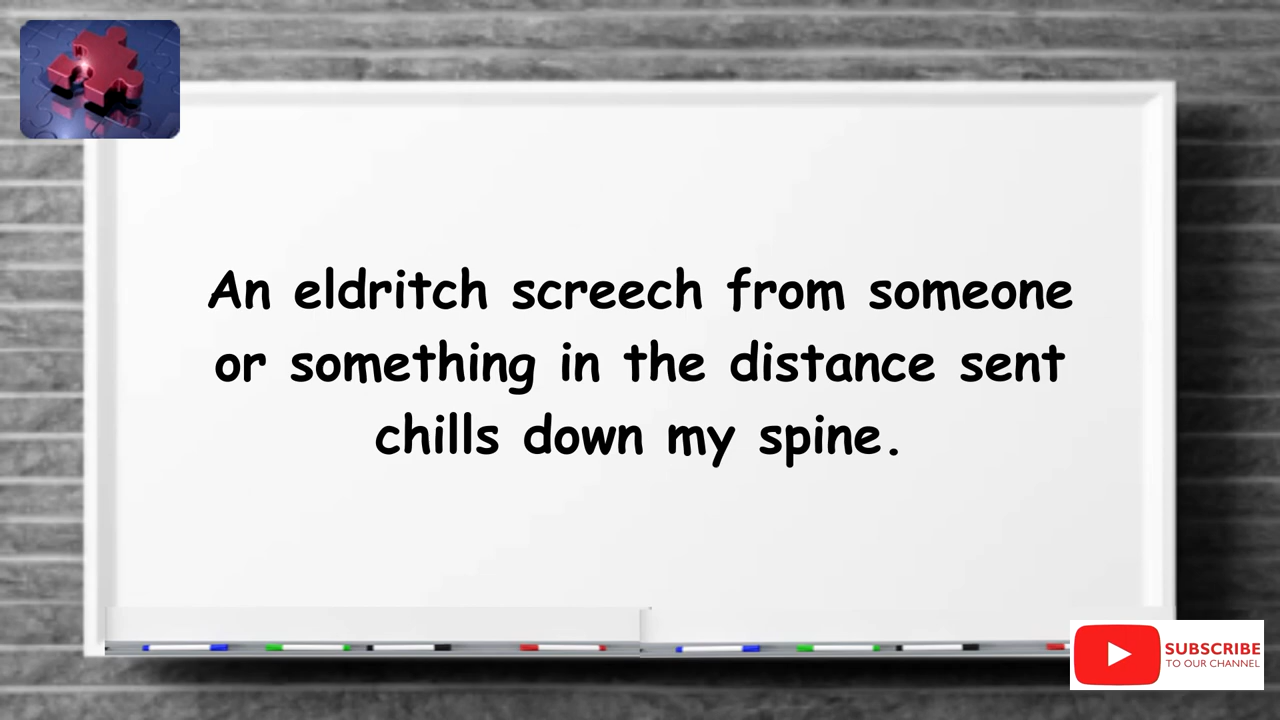 An eldritch screech from someone
or something in the distance sent
chills down my spine.
SUBSCRIBE
TO OUR CHANNEL